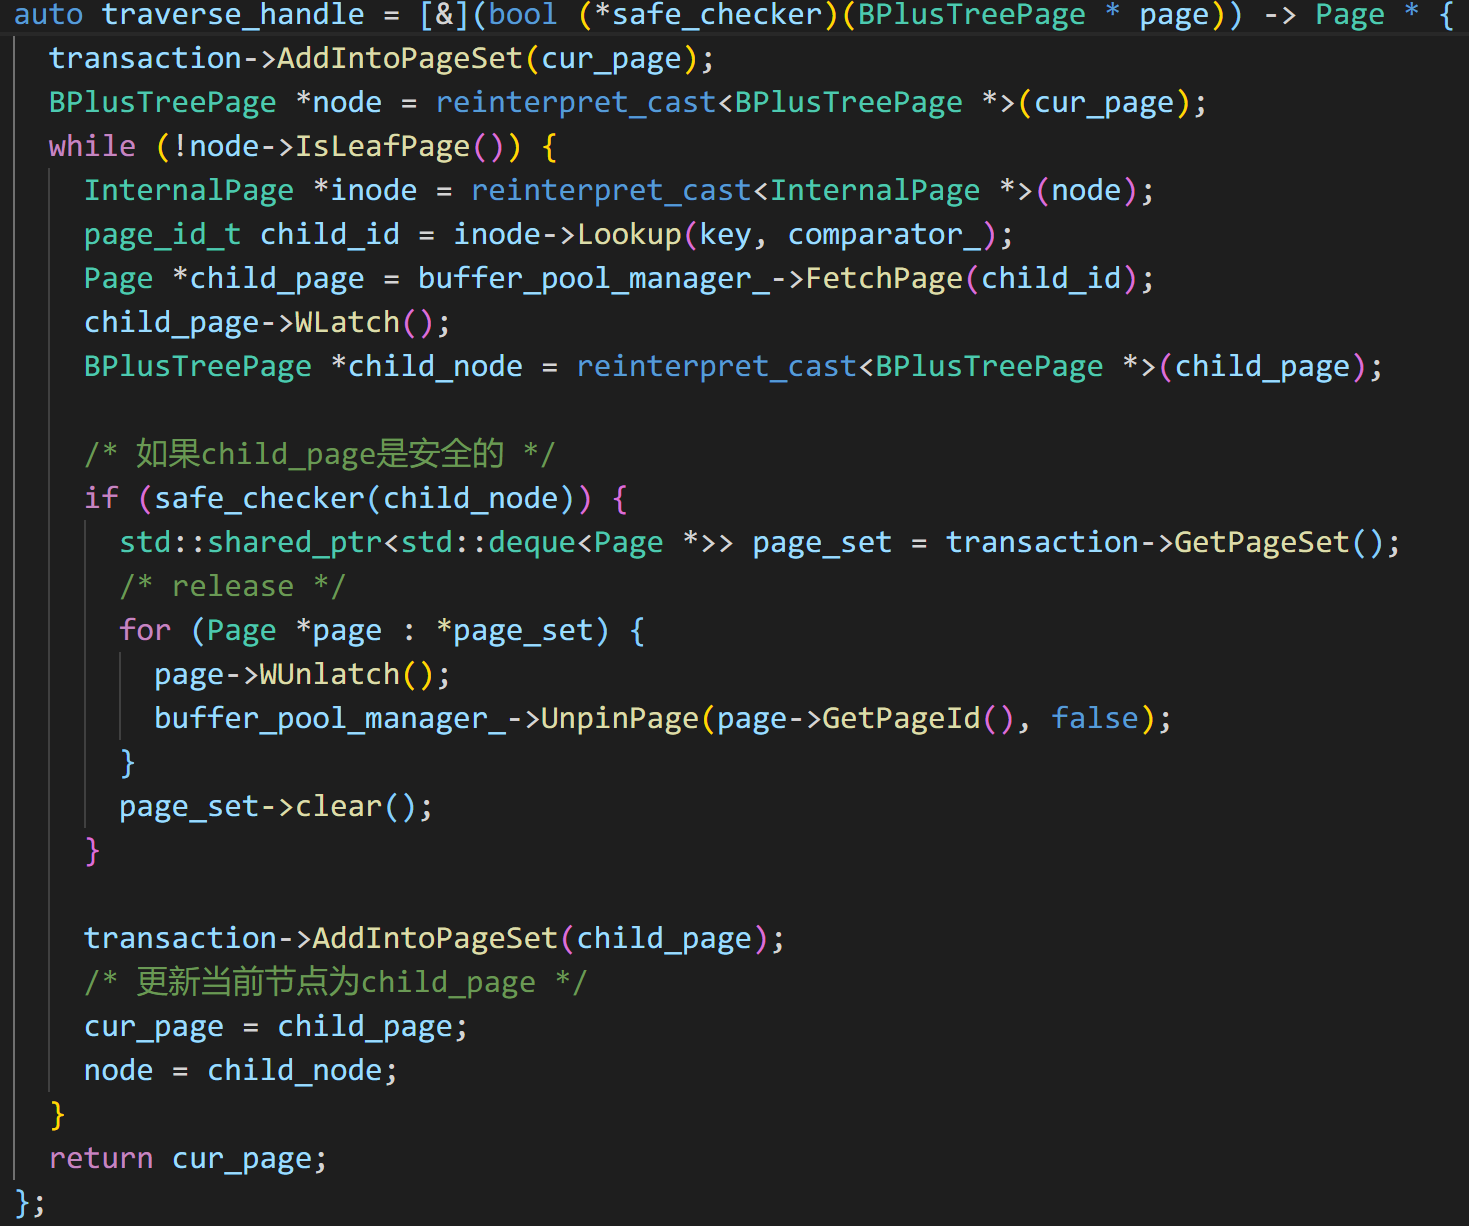 auto traverse_handle = [&](bool (*safe_checker)(BPlusTreePage * page)) -> Page * {
  transaction->AddIntoPageSet(cur_page);
  BPlusTreePage *node = reinterpret_cast<BPlusTreePage *>(cur_page);
  while (!node->IsLeafPage()) {
    InternalPage *inode = reinterpret_cast<InternalPage *>(node);
    page_id_t child_id = inode->Lookup(key, comparator_);
    Page *child_page = buffer_pool_manager_->FetchPage(child_id);
    child_page->WLatch();
    BPlusTreePage *child_node = reinterpret_cast<BPlusTreePage *>(child_page);

    /* 如果child_page是安全的 */
    if (safe_checker(child_node)) {
      std::shared_ptr<std::deque<Page *>> page_set = transaction->GetPageSet();
      /* release */
      for (Page *page : *page_set) {
        page->WUnlatch();
        buffer_pool_manager_->UnpinPage(page->GetPageId(), false);
      }
      page_set->clear();
    }

    transaction->AddIntoPageSet(child_page);
    /* 更新当前节点为child_page */
    cur_page = child_page;
    node = child_node;
  }
  return cur_page;
};